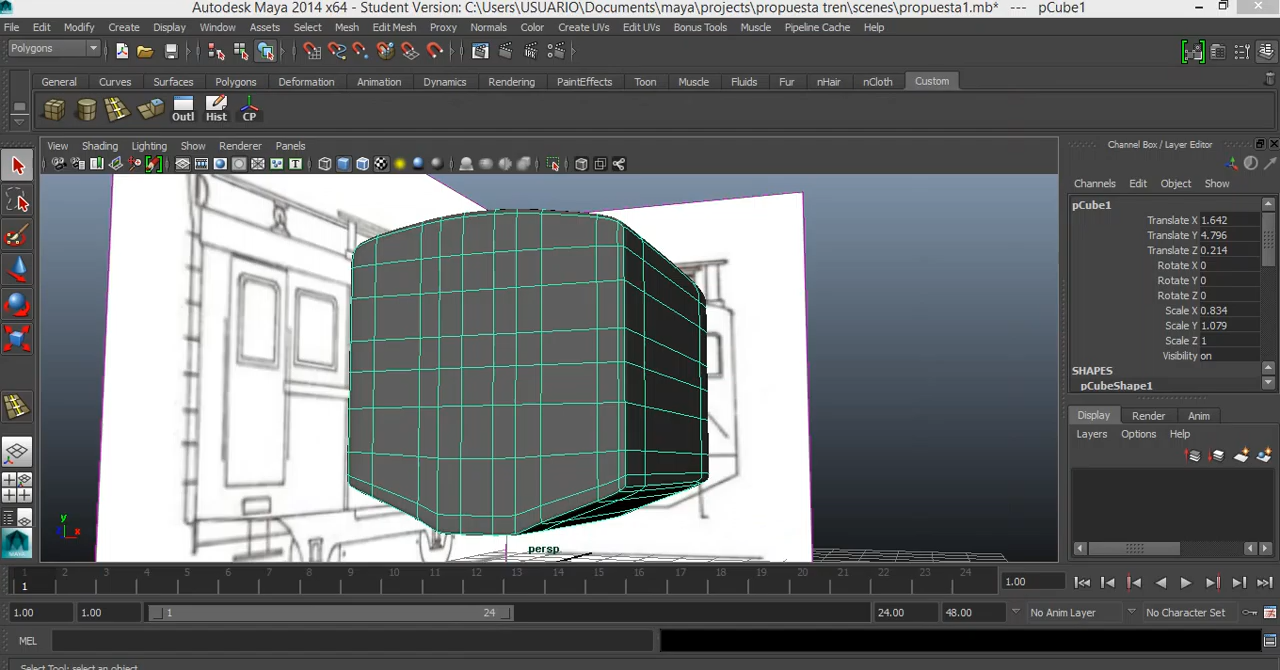 Autodesk Maya 2014 x64 - Student Version: C:\Users\USUARIO\Documents\maya\projects\propuesta tren\scenes\propuesta1.mb* --- pCube1
File Edit Modify Create Display Window Assets Select Mesh Edit Mesh Proxy Normals Color Create UVs Edit UVs Bonus Tools Muscle Pipeline Cache Help
Polygons
General Curves Surfaces Polygons Deformation Animation Dynamics Rendering PaintEffects Toon Muscle Fluids Fur nHair nCloth Custom
Outl Hist CP
View Shading Lighting Show Renderer Panels
Channel Box / Layer Editor
Channels Edit Object Show
pCube1
Translate X 1.642
Translate Y 4.796
Translate Z 0.214
Rotate X 0
Rotate Y 0
Rotate Z 0
Scale X 0.834
Scale Y 1.079
Scale Z 1
Visibility on
SHAPES
pCubeShape1
Display Render Anim
Layers Options Help
y
x
persp
1 2 3 4 5 6 7 8 9 10 11 12 13 14 15 16 17 18 19 20 21 22 23 24
1
1.00
1.00 1.00 1 24 24.00 48.00 No Anim Layer No Character Set
MEL
Select Tool: select an object